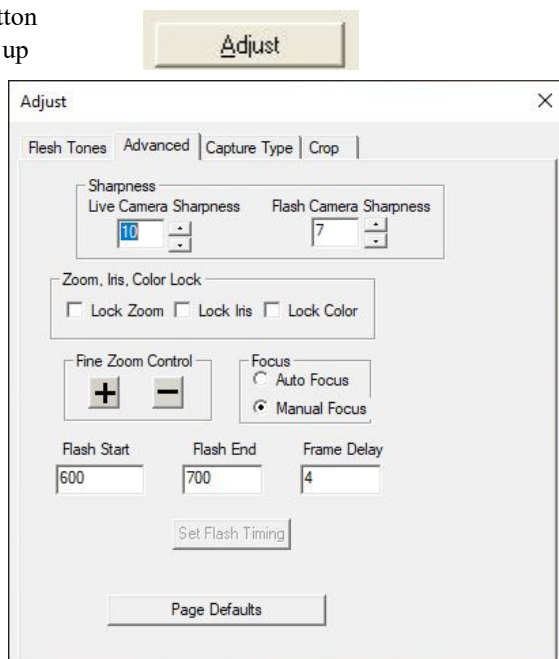 tton
up
Adjust
Adjust
Flesh Tones Advanced Capture Type Crop
Sharpness
Live Camera Sharpness Flash Camera Sharpness
10 7
Zoom, Iris, Color Lock
Lock Zoom Lock Iris Lock Color
Fine Zoom Control Focus
Auto Focus
+ − Manual Focus
Flash Start Flash End Frame Delay
600 700 4
Set Flash Timing
Page Defaults